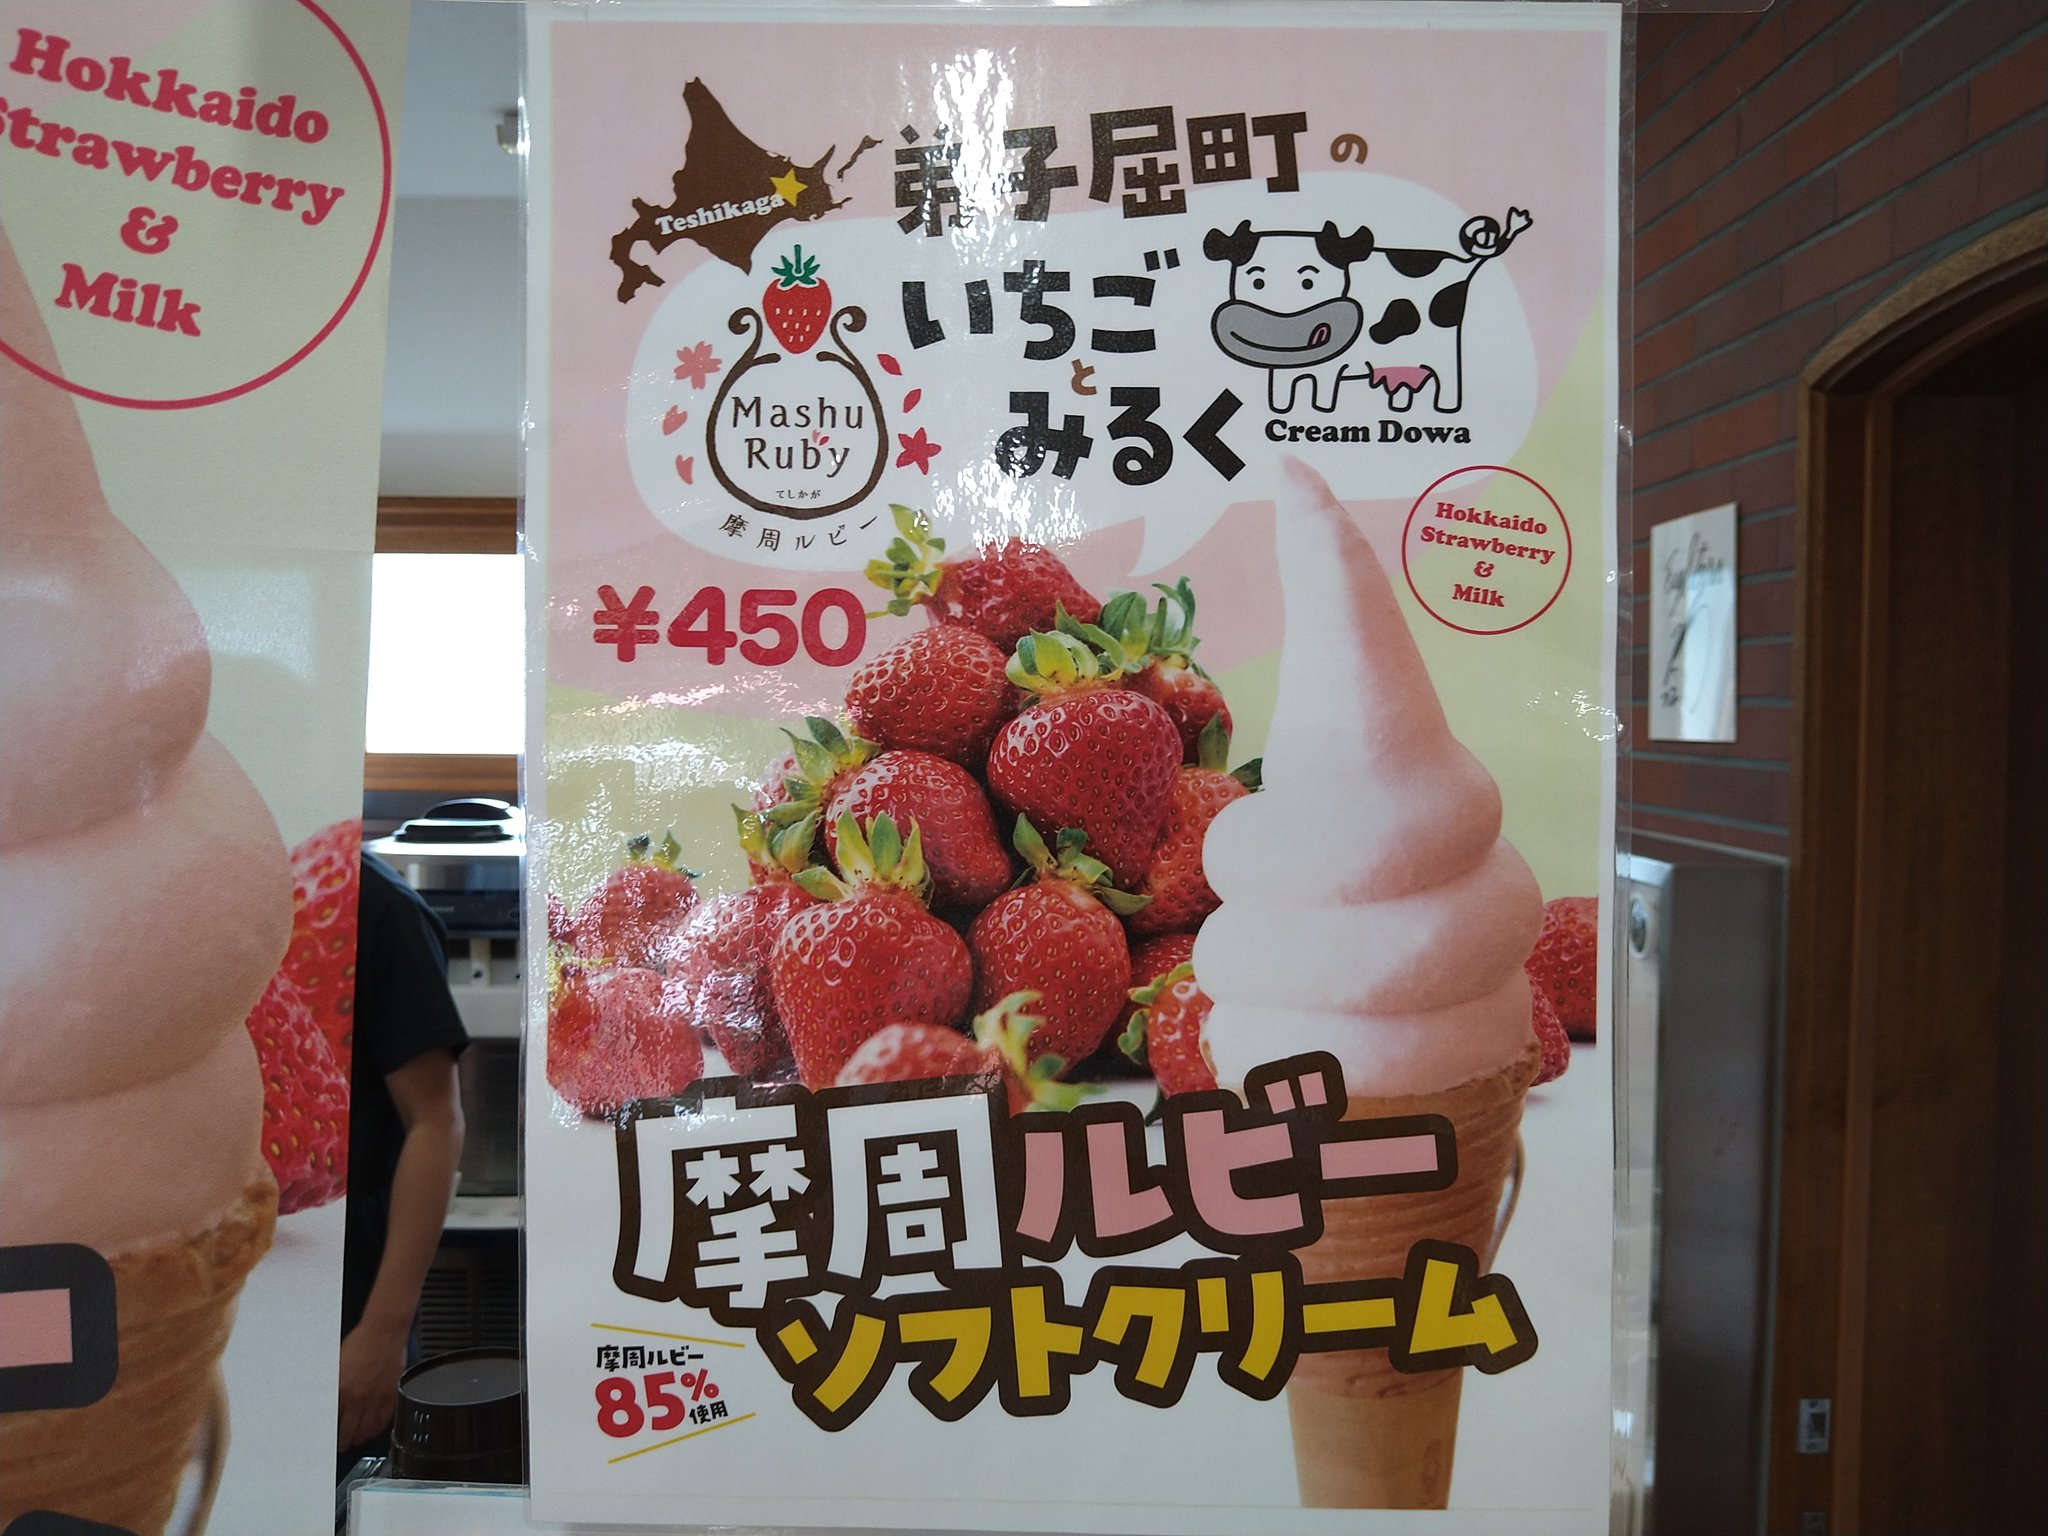 Hokkaido
Strawberry
&
Milk
Teshikaga
弟子屈町の
いちご
と
みるく
Mashu
Ruby
てしかが
摩周ルビー
Cream Dowa
Hokkaido
Strawberry
&
Milk
¥450
摩周ルビー
ソフトクリーム
摩周ルビー
85%
使用